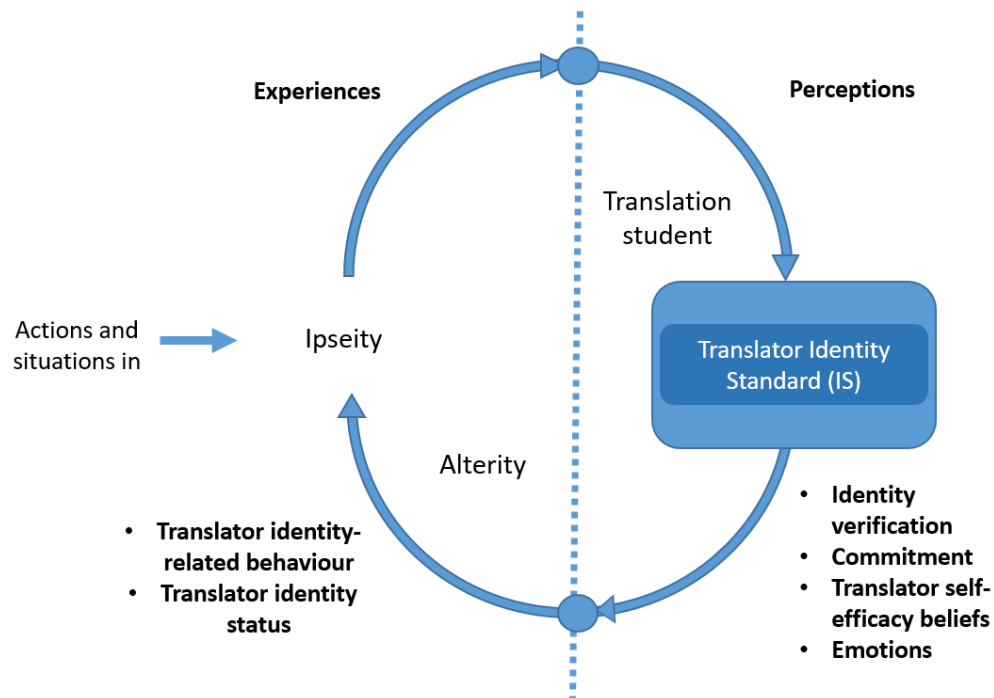 Experiences
Perceptions
Translation
student
Actions and
situations in
Ipseity
Translator Identity
Standard (IS)
Alterity
• Translator identity-
related behaviour
• Translator identity
status
• Identity
verification
• Commitment
• Translator self-
efficacy beliefs
• Emotions